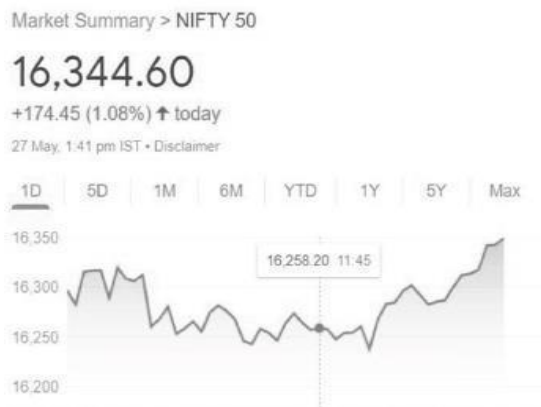 Market Summary > NIFTY 50
16,344.60
+174.45 (1.08%) ↑ today
27 May, 1:41 pm IST • Disclaimer
1D 5D 1M 6M YTD 1Y 5Y Max
16,350
16,258.20 11:45
16,300
16,250
16,200